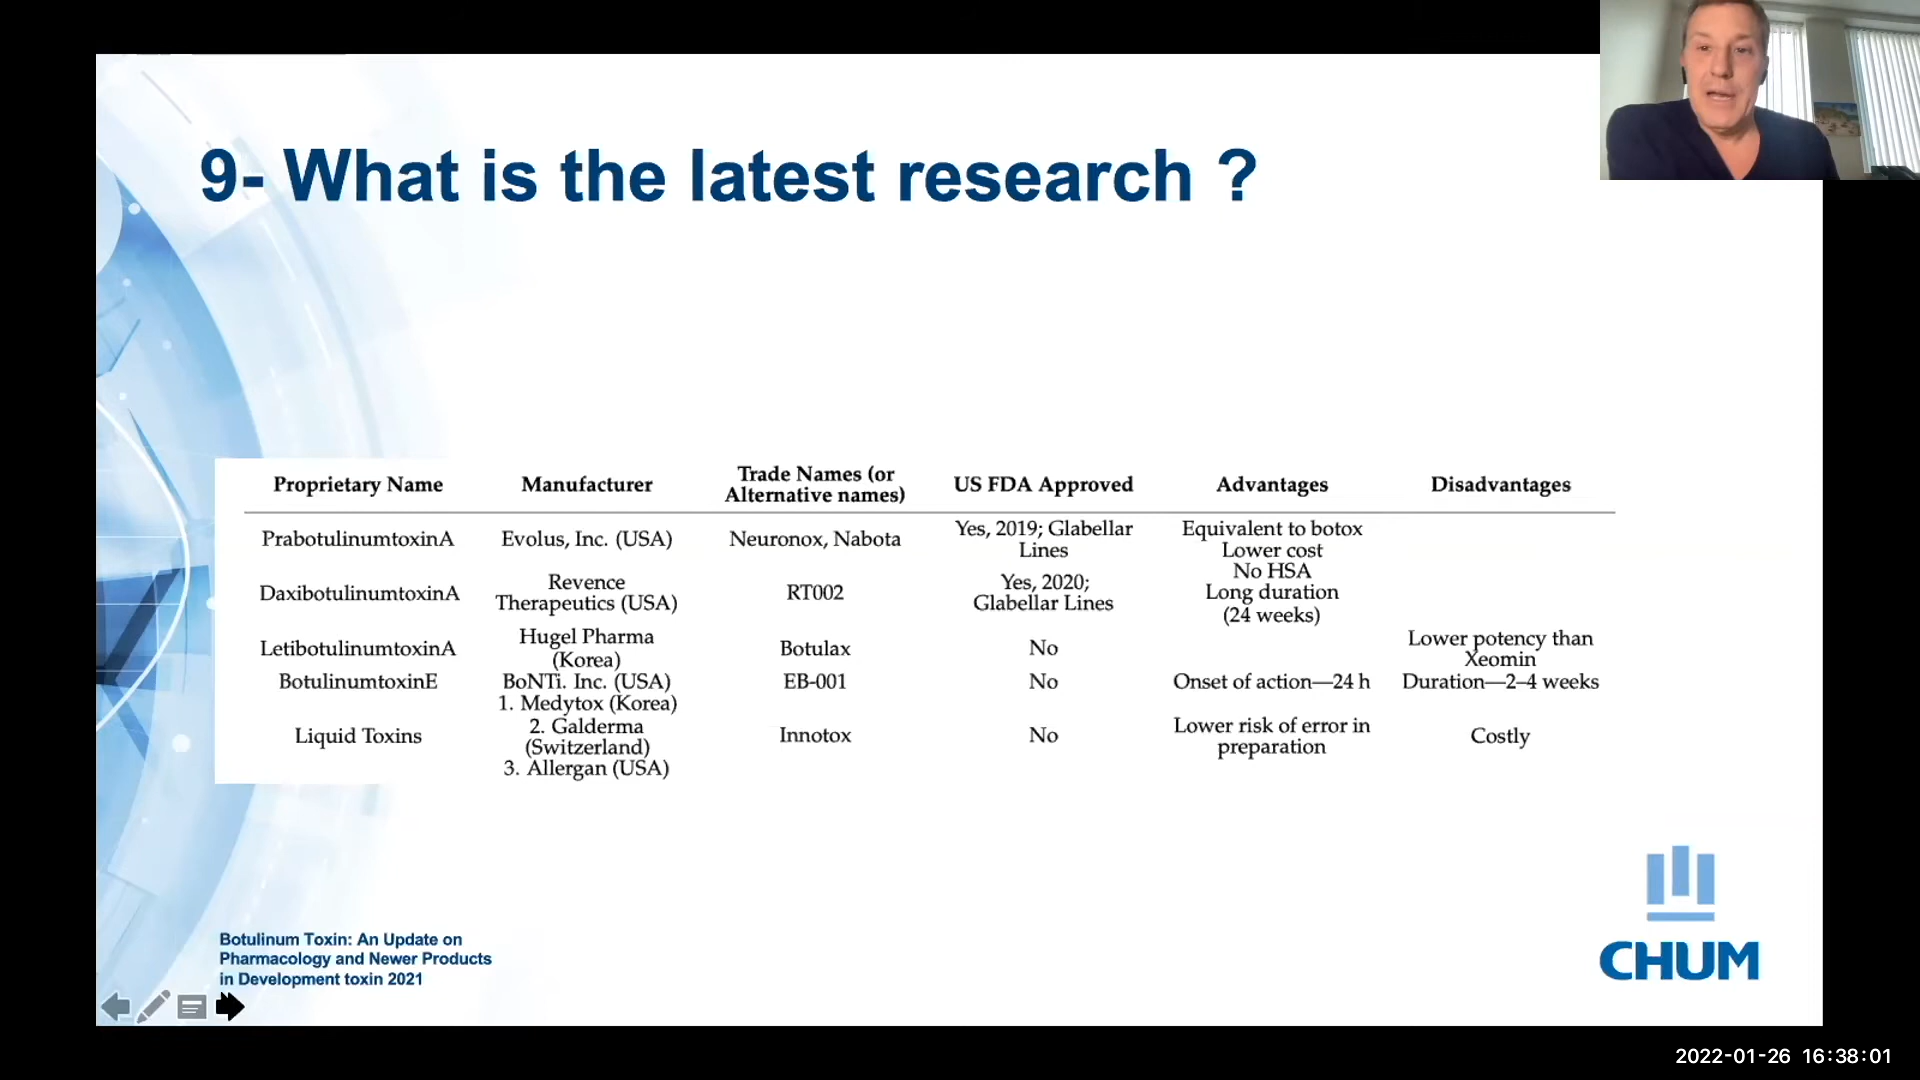 9- What is the latest research ?
Proprietary Name Manufacturer Trade Names (or Alternative names) US FDA Approved Advantages Disadvantages
PrabotulinumtoxinA Evolus, Inc. (USA) Neuronox, Nabota Yes, 2019; Glabellar Lines Equivalent to botox Lower cost
DaxibotulinumtoxinA Revence Therapeutics (USA) RT002 Yes, 2020; Glabellar Lines No HSA Long duration (24 weeks)
LetibotulinumtoxinA Hugel Pharma (Korea) Botulax No Lower potency than Xeomin
BotulinumtoxinE BoNTi. Inc. (USA) EB-001 No Onset of action—24 h Duration—2–4 weeks
Liquid Toxins 1. Medytox (Korea) 2. Galderma (Switzerland) 3. Allergan (USA) Innotox No Lower risk of error in preparation Costly
Botulinum Toxin: An Update on
Pharmacology and Newer Products
in Development toxin 2021
CHUM
2022-01-26 16:38:01